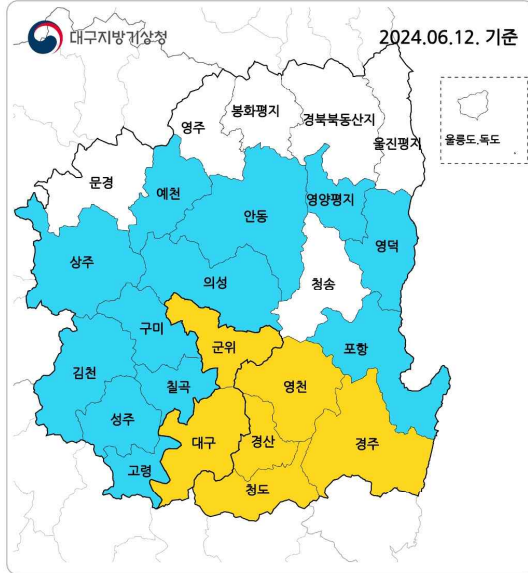 대구지방기상청
2024.06.12. 기준
봉화평지
경북북동산지
영주
울진평지
울릉도,독도
문경
예천
안동
영양평지
영덕
상주
의성
청송
구미
군위
포항
김천
칠곡
영천
성주
대구
경산
경주
고령
청도